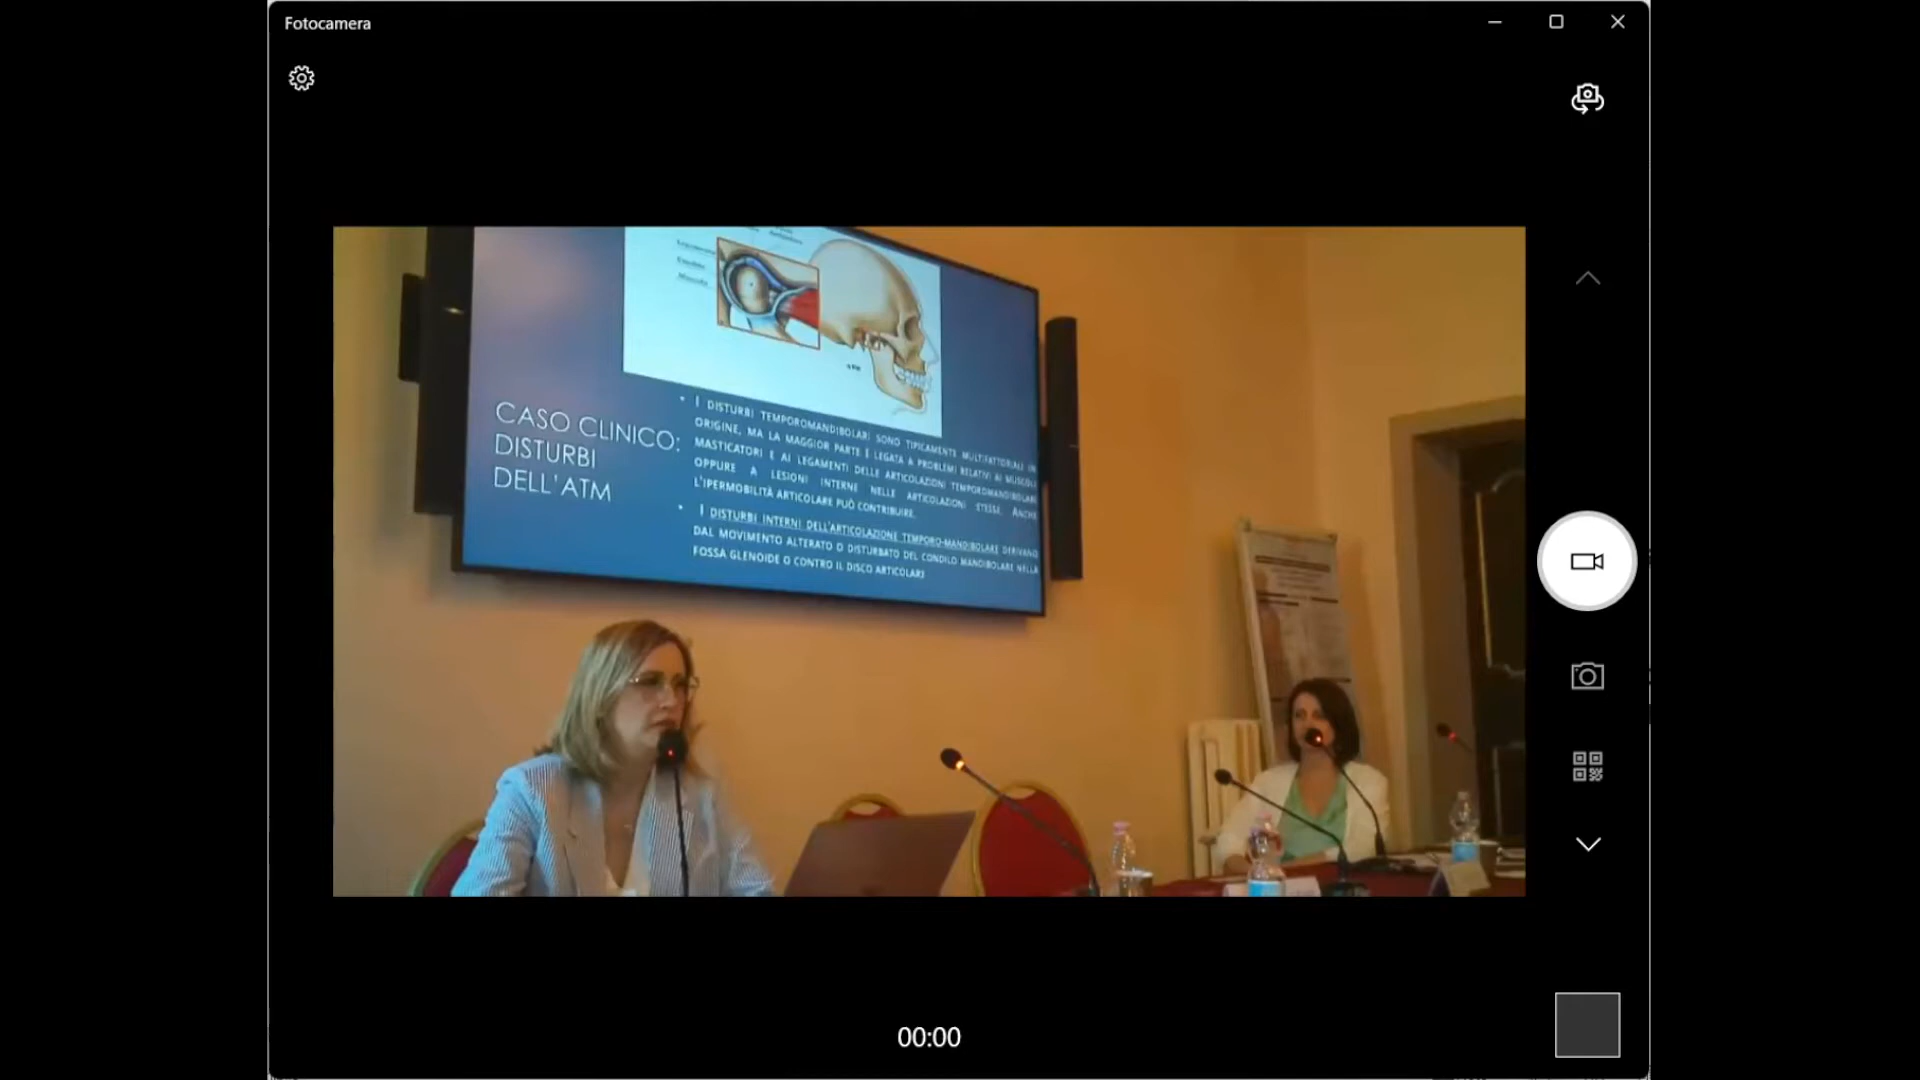 Fotocamera
CASO CLINICO:
DISTURBI
DELL'ATM
• I DISTURBI TEMPOROMANDIBOLARI SONO TIPICAMENTE MULTIFATTORIALI IN
ORIGINE, MA LA MAGGIOR PARTE È LEGATA A PROBLEMI RELATIVI AI MUSCOLI
MASTICATORI E AI LEGAMENTI DELLE ARTICOLAZIONI TEMPOROMANDIBOLARI
OPPURE A LESIONI INTERNE NELLE ARTICOLAZIONI STESSE. ANCHE
L'IPERMOBILITÀ ARTICOLARE PUÒ CONTRIBUIRE.
• I DISTURBI INTERNI DELL'ARTICOLAZIONE TEMPORO-MANDIBOLARE DERIVANO
DAL MOVIMENTO ALTERATO O DISTURBATO DEL CONDILO MANDIBOLARE NELLA
FOSSA GLENOIDE O CONTRO IL DISCO ARTICOLARE
00:00